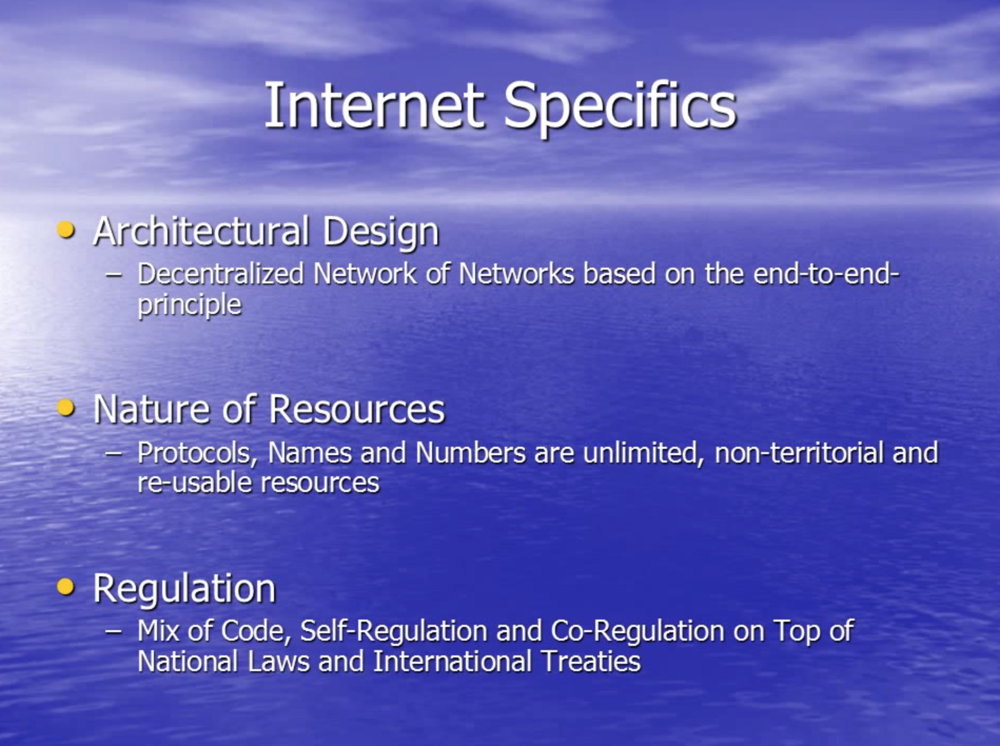 Internet Specifics
• Architectural Design
– Decentralized Network of Networks based on the end-to-end-
principle
• Nature of Resources
– Protocols, Names and Numbers are unlimited, non-territorial and
re-usable resources
• Regulation
– Mix of Code, Self-Regulation and Co-Regulation on Top of
National Laws and International Treaties